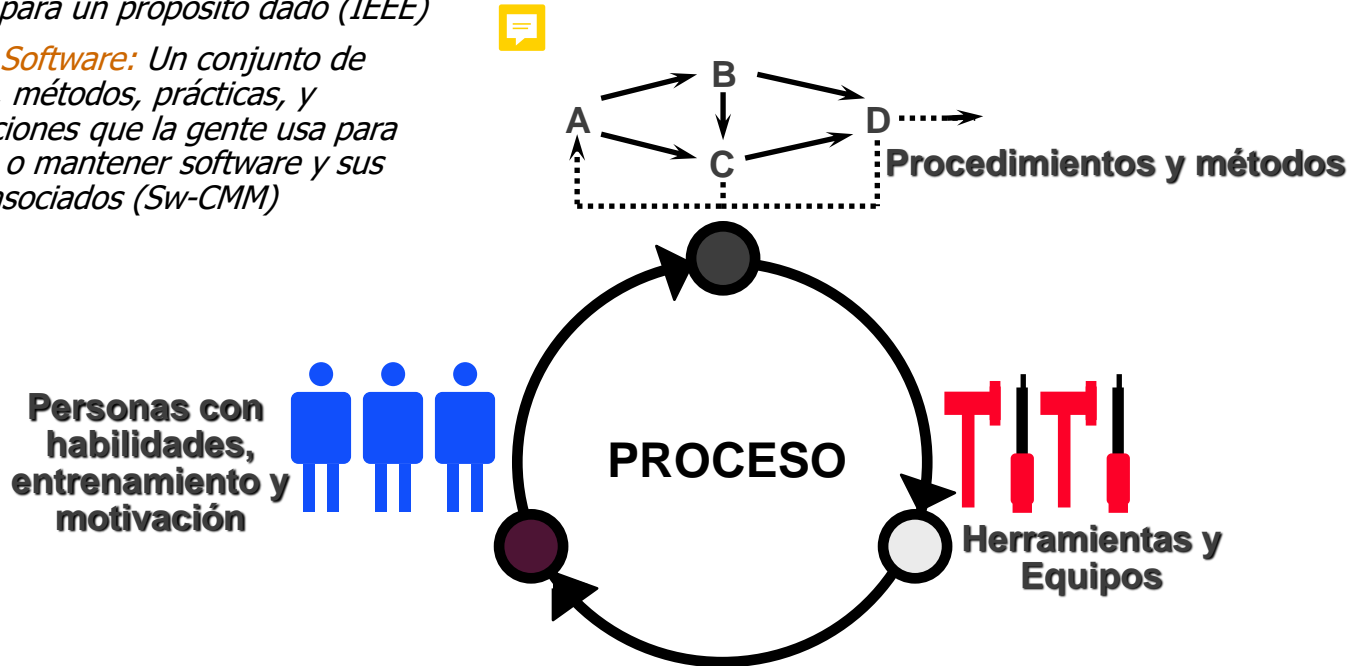 para un propósito dado (IEEE)
Software: Un conjunto de
métodos, prácticas, y
ciones que la gente usa para
o mantener software y sus
asociados (Sw-CMM)
B
A
D
C
Procedimientos y métodos
Personas con
habilidades,
entrenamiento y
motivación
PROCESO
Herramientas y
Equipos